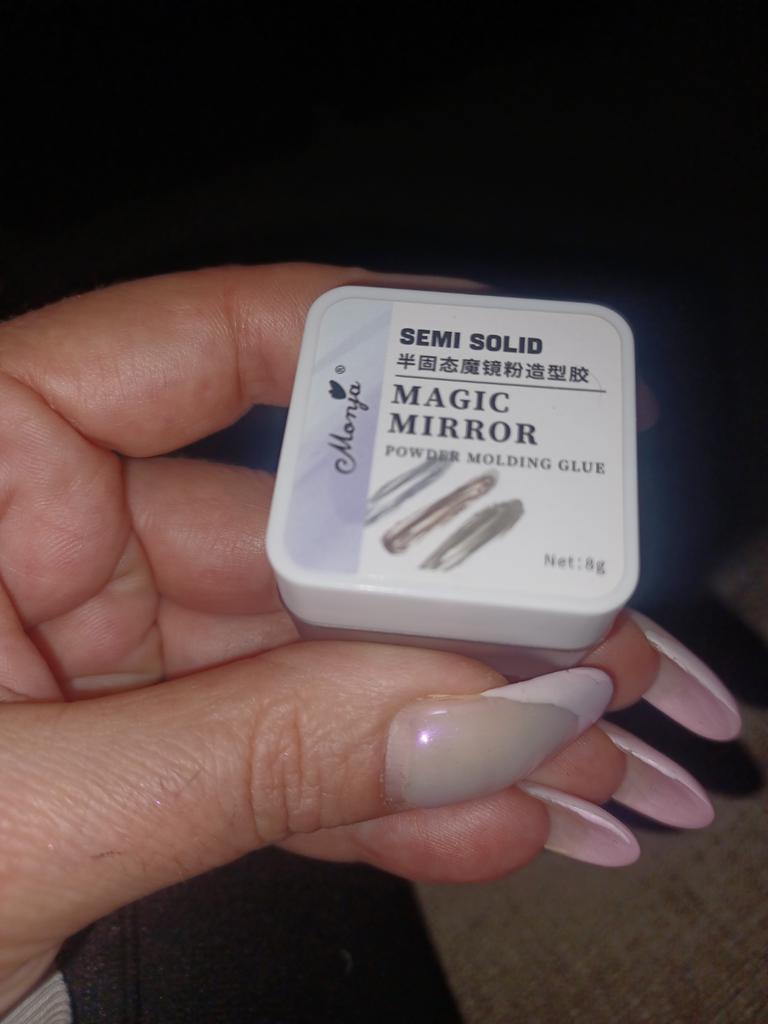 Monja®
SEMI SOLID
半固态魔镜粉造型胶
MAGIC
MIRROR
POWDER MOLDING GLUE
Net:8g